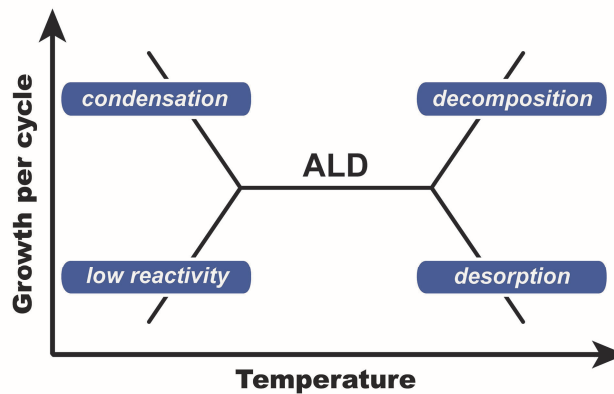 Growth per cycle
condensation
decomposition
ALD
low reactivity
desorption
Temperature